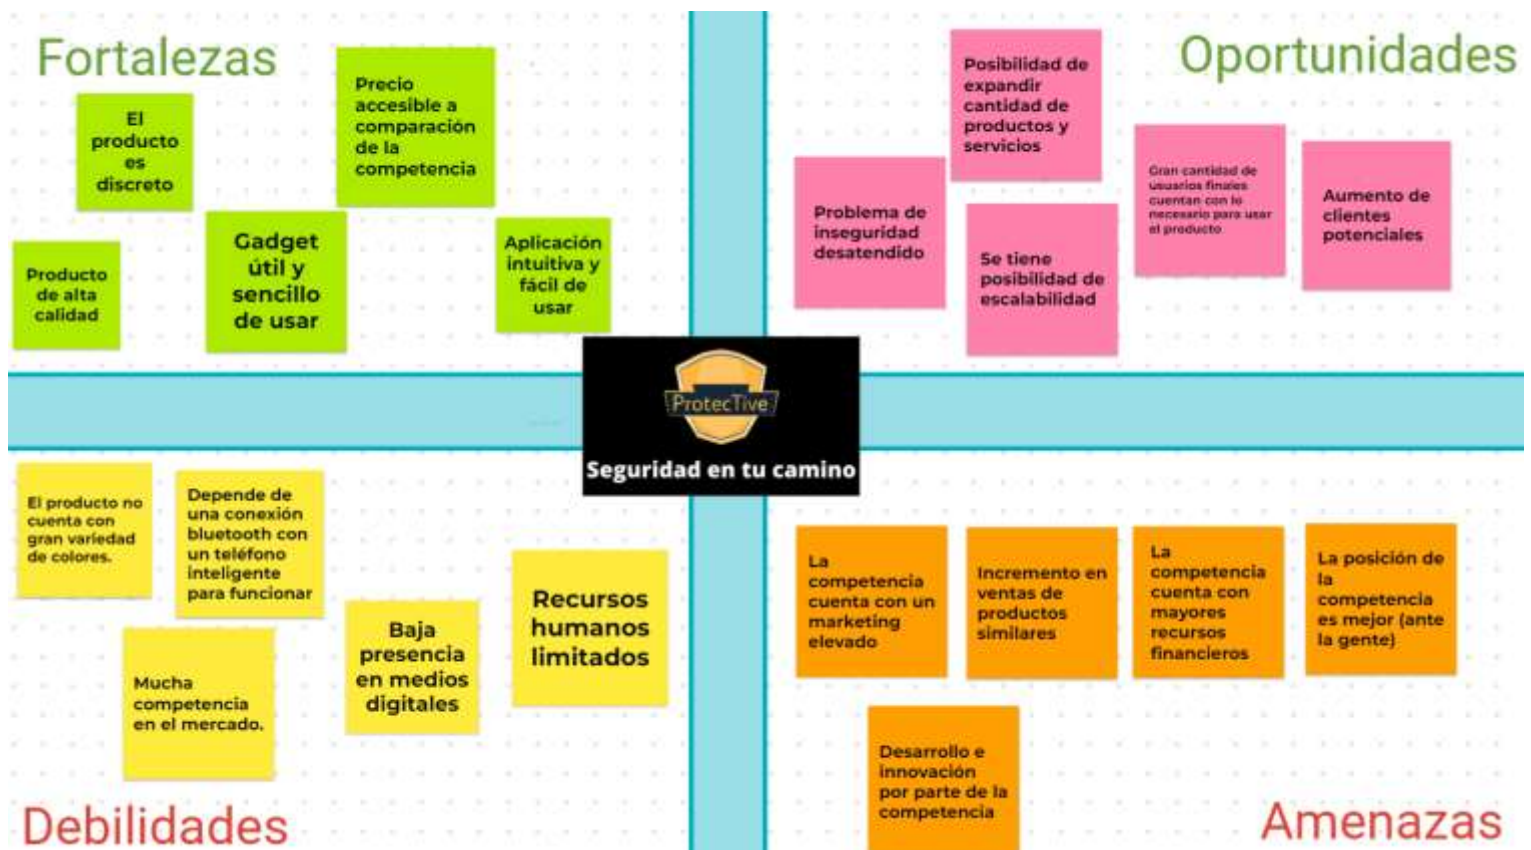 Fortalezas
El
producto
es
discreto
Precio
accesible a
comparación
de la
competencia
Producto
de alta
calidad
Gadget
útil y
sencillo
de usar
Aplicación
intuitiva y
fácil de
usar
Oportunidades
Posibilidad de
expandir
cantidad de
productos y
servicios
Problema de
inseguridad
desatendido
Se tiene
posibilidad de
escalabilidad
Gran cantidad de
usuarios finales
cuentan con lo
necesario para usar
el producto
Aumento de
clientes
potenciales
ProtecTive
Seguridad en tu camino
El producto no
cuenta con
gran variedad
de colores.
Depende de
una conexión
bluetooth con
un teléfono
inteligente
para funcionar
Mucha
competencia
en el mercado.
Baja
presencia
en medios
digitales
Recursos
humanos
limitados
Debilidades
La
competencia
cuenta con un
marketing
elevado
Incremento en
ventas de
productos
similares
La
competencia
cuenta con
mayores
recursos
financieros
La posición de
la
competencia
es mejor (ante
la gente)
Desarrollo e
innovación
por parte de la
competencia
Amenazas